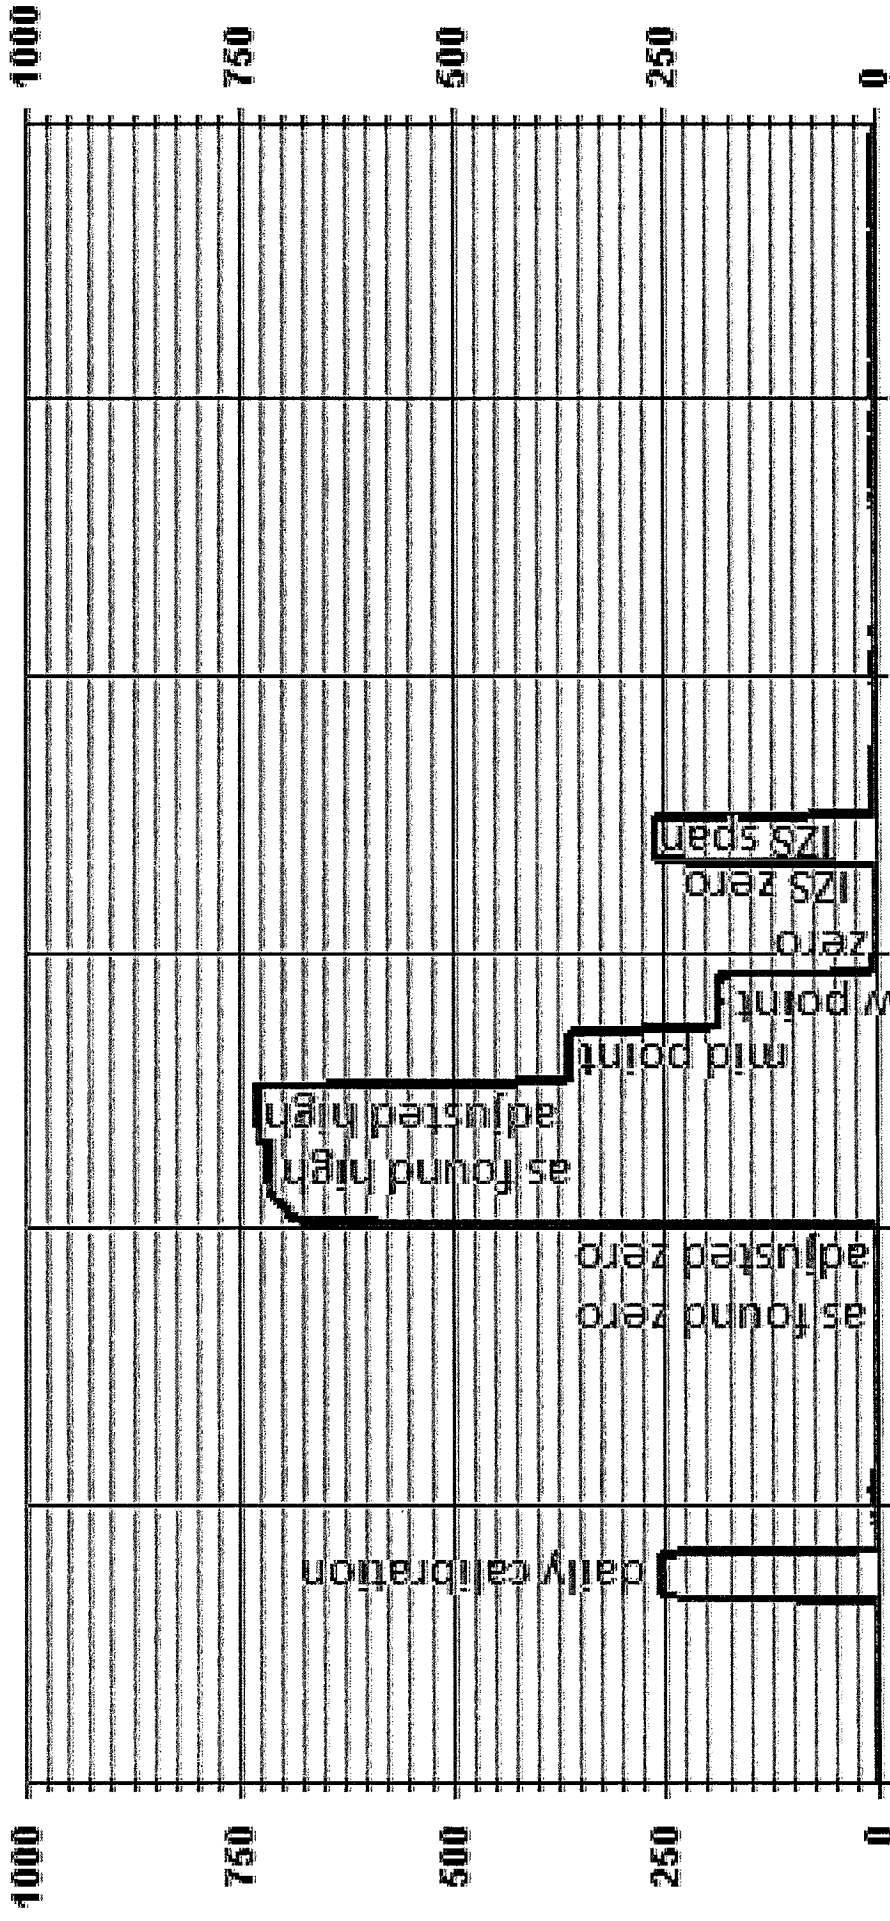 1000
750
500
250
0
daily calibration
as found zero
adjusted zero
as found high
adjusted high
mid point
w point
zero
IZS zero
IZS span
1000
750
500
250
0